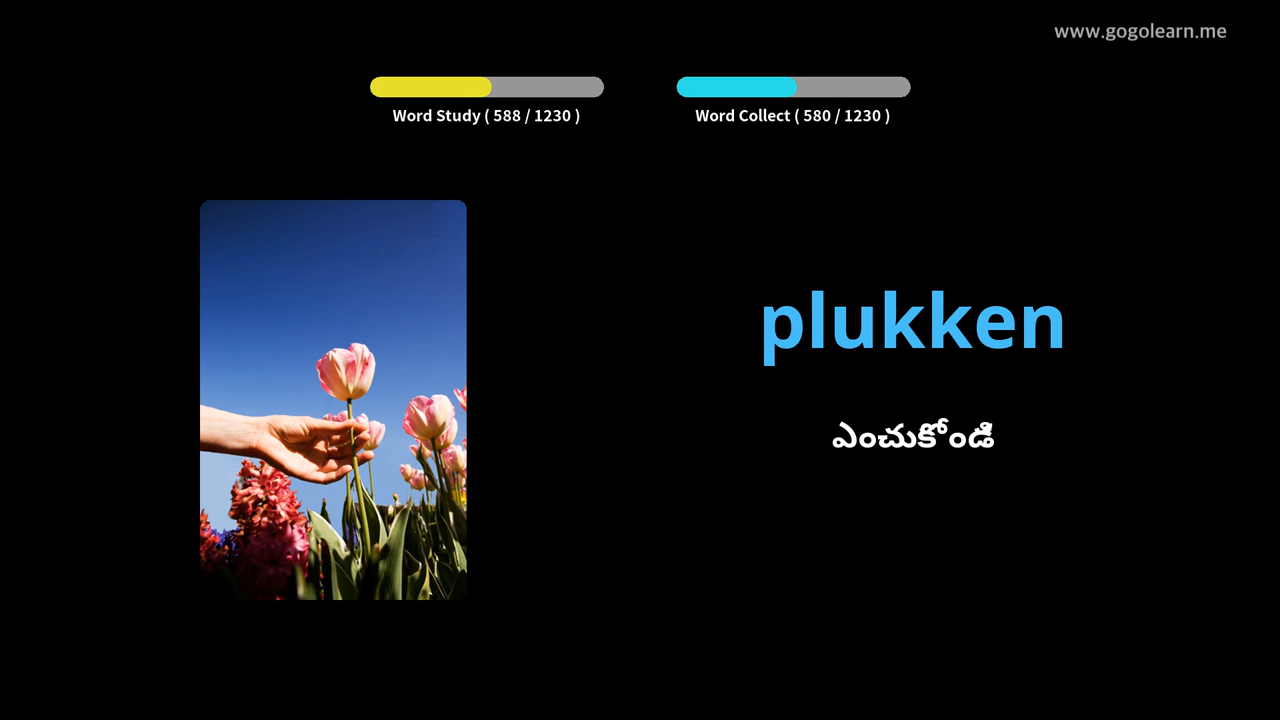 www.gogolearn.me
Word Study ( 588 / 1230 )
Word Collect ( 580 / 1230 )
plukken
ఎంచుకోండి